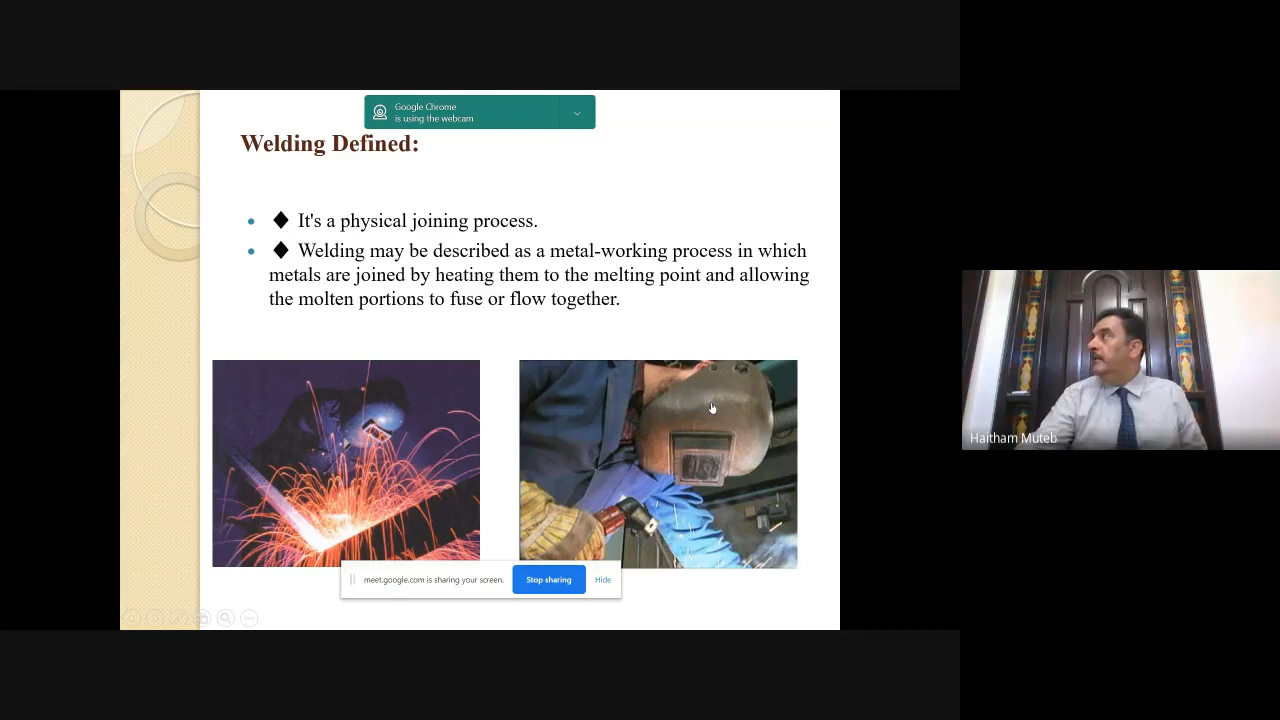 Google Chrome
is using the webcam
Welding Defined:
♦ It's a physical joining process.
♦ Welding may be described as a metal-working process in which
metals are joined by heating them to the melting point and allowing
the molten portions to fuse or flow together.
Haitham Muteb
meet.google.com is sharing your screen.
Stop sharing
Hide